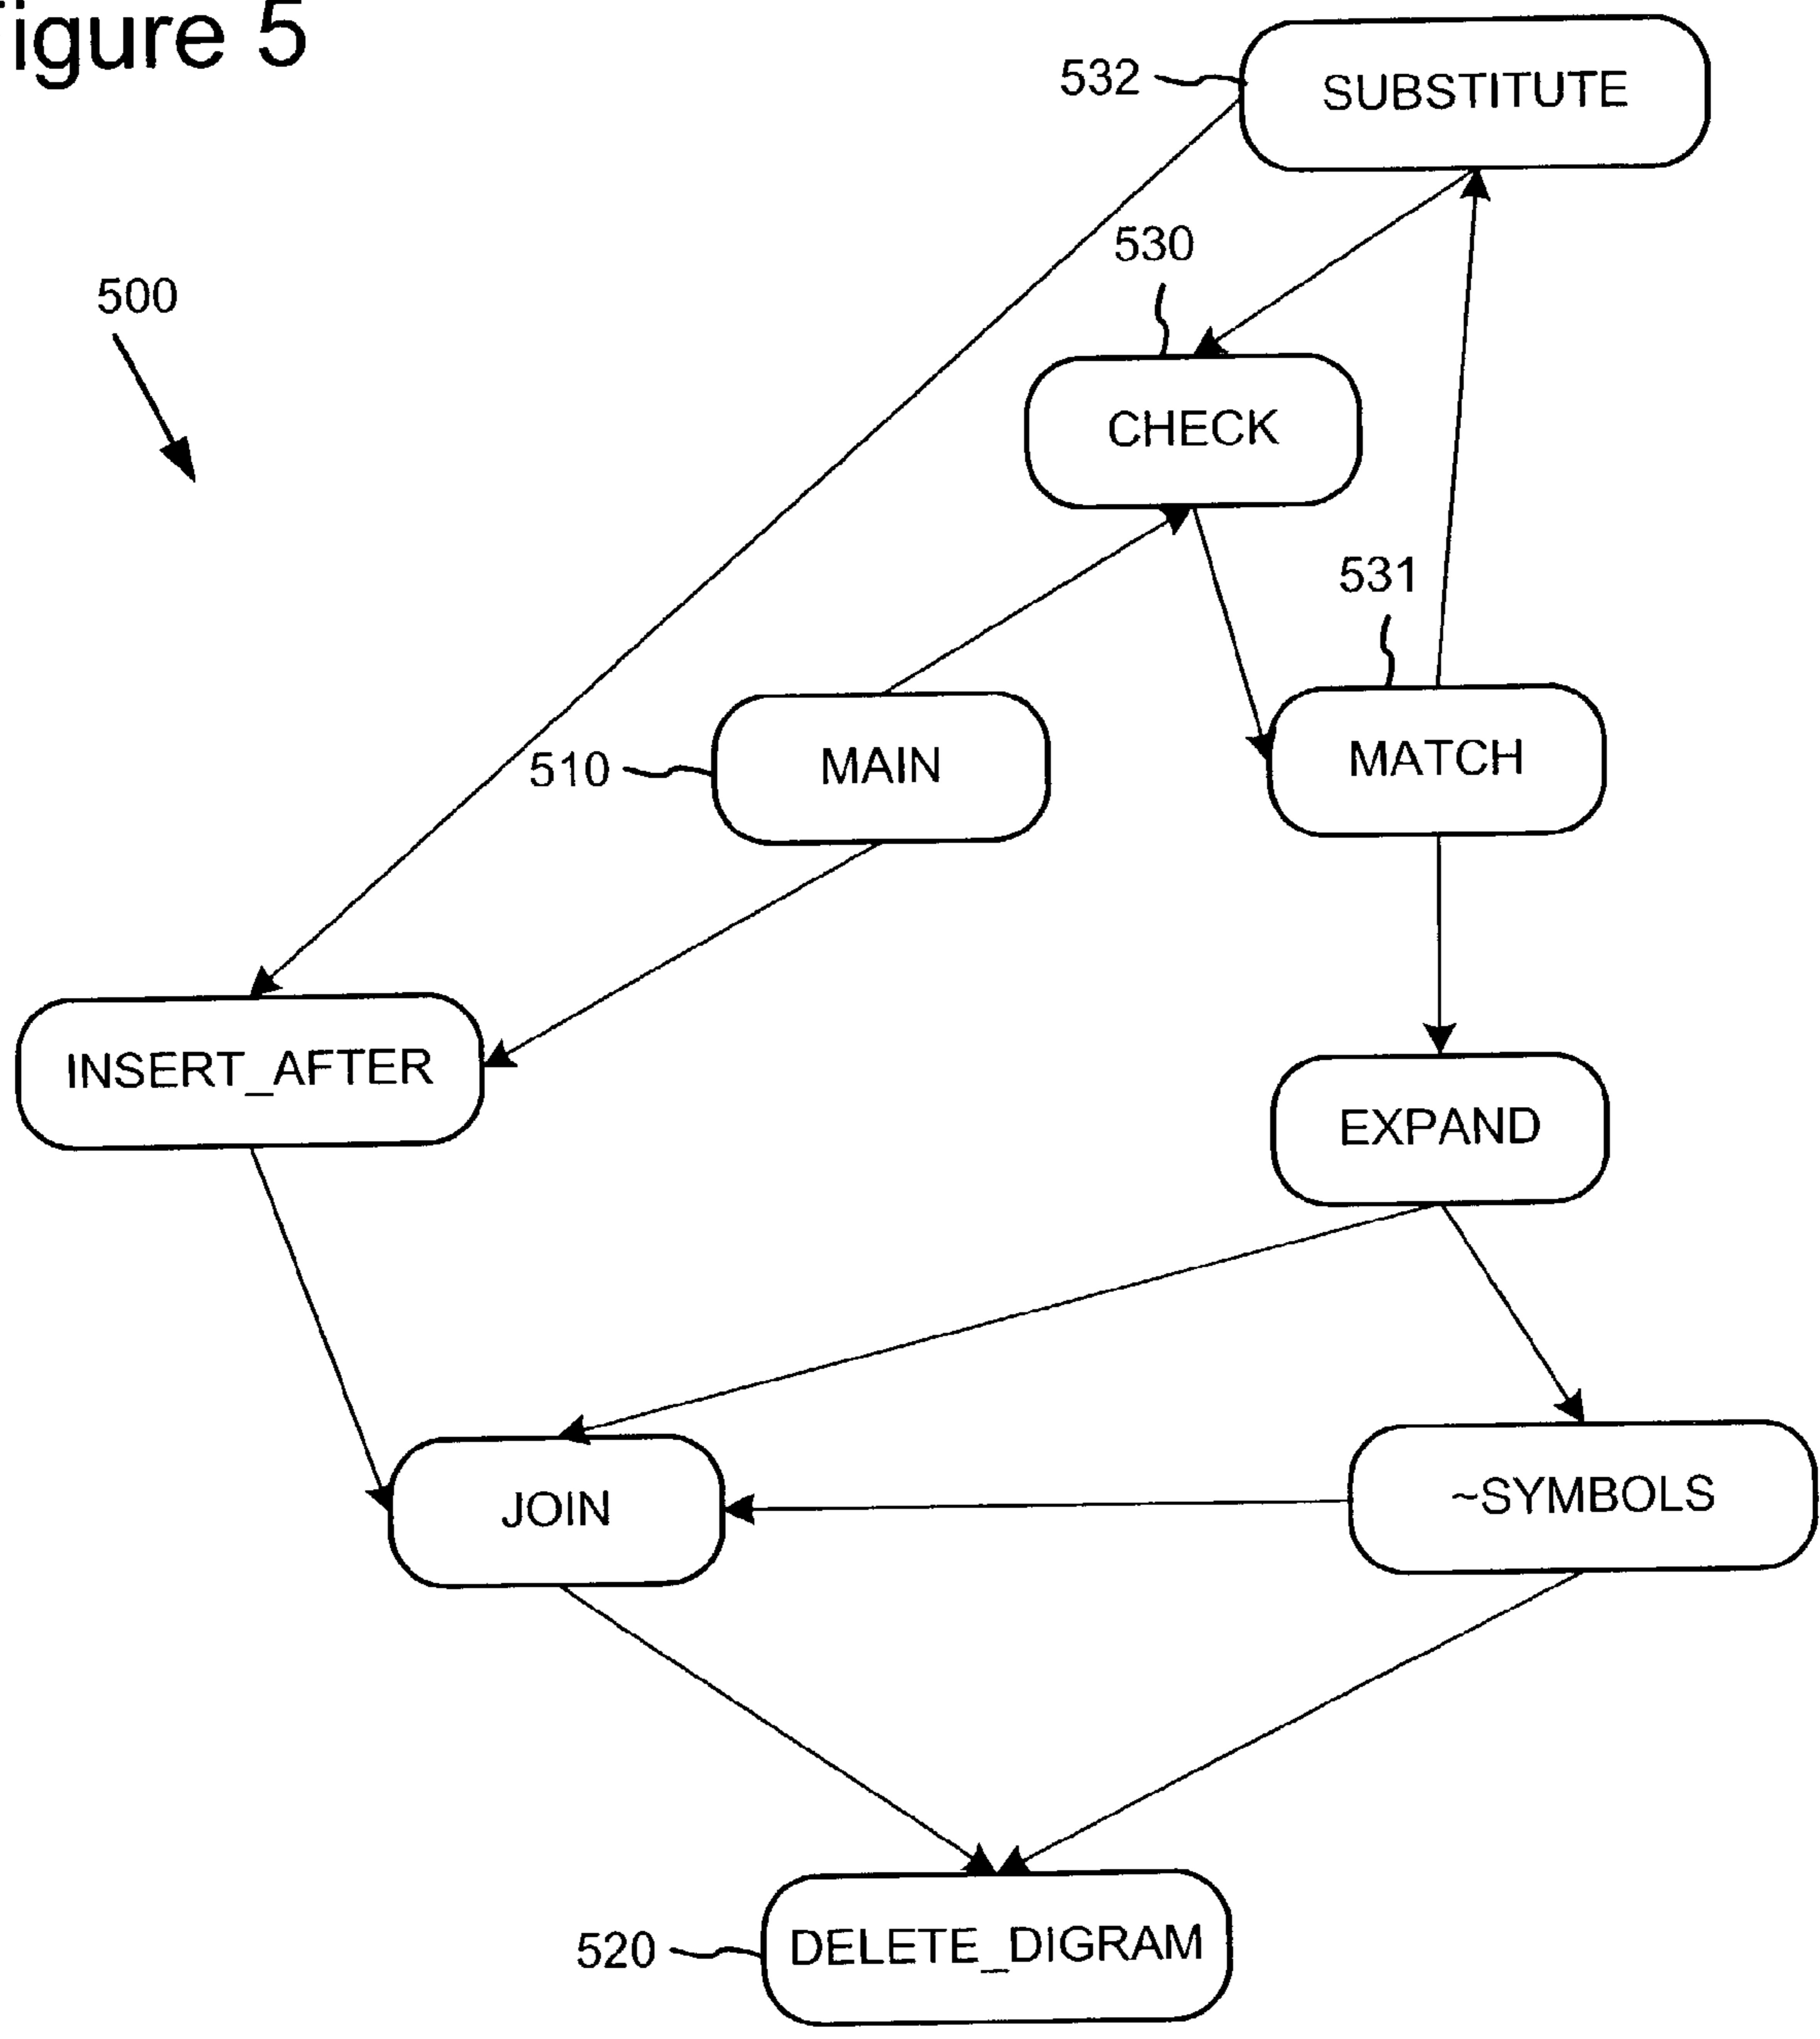 igure 5
532
SUBSTITUTE
530
500
CHECK
531
510
MAIN
MATCH
INSERT_AFTER
EXPAND
JOIN
~SYMBOLS
520
DELETE_DIGRAM